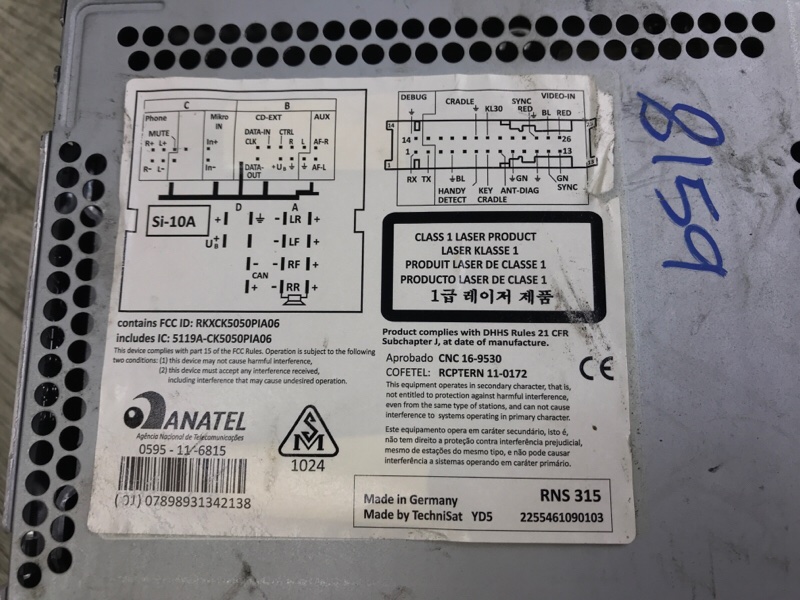 C B
Phone Mikro IN CD-EXT AUX
MUTE DATA-IN CTRL
R+ L+ In+ CLK R L AF-R
R− L− In− DATA-OUT +UB AF-L
D A
Si-10A + -| LR |+
U+B -| LF |+
|- -| RF |+
CAN
|+ -| RR |+
DEBUG CRADLE KL30 SYNC RED VIDEO-IN BL RED
14 26
1 13
RX TX BL GN GN SYNC
HANDY DETECT KEY CRADLE ANT-DIAG
CLASS 1 LASER PRODUCT
LASER KLASSE 1
PRODUIT LASER DE CLASSE 1
PRODUCTO LASER DE CLASE 1
1급 레이저 제품
contains FCC ID: RKXCK5050PIA06
includes IC: 5119A-CK5050PIA06
This device complies with part 15 of the FCC Rules. Operation is subject to the following
two conditions: (1) this device may not cause harmful interference,
(2) this device must accept any interference received,
including interference that may cause undesired operation.
Product complies with DHHS Rules 21 CFR
Subchapter J, at date of manufacture.
Aprobado CNC 16-9530
COFETEL: RCPTERN 11-0172
CE
This equipment operates in secondary character, that is,
not entitled to protection against harmful interference,
even from the same type of stations, and can not cause
interference to systems operating in primary character.
Este equipamento opera em caráter secundário, isto é,
não tem direito a proteção contra interferência prejudicial,
mesmo de estações do mesmo tipo, e não pode causar
interferência a sistemas operando em caráter primário.
ANATEL
Agência Nacional de Telecomunicações
0595 - 11-6815
(01) 07898931342138
SM
1024
Made in Germany RNS 315
Made by TechniSat YD5 2255461090103
8159